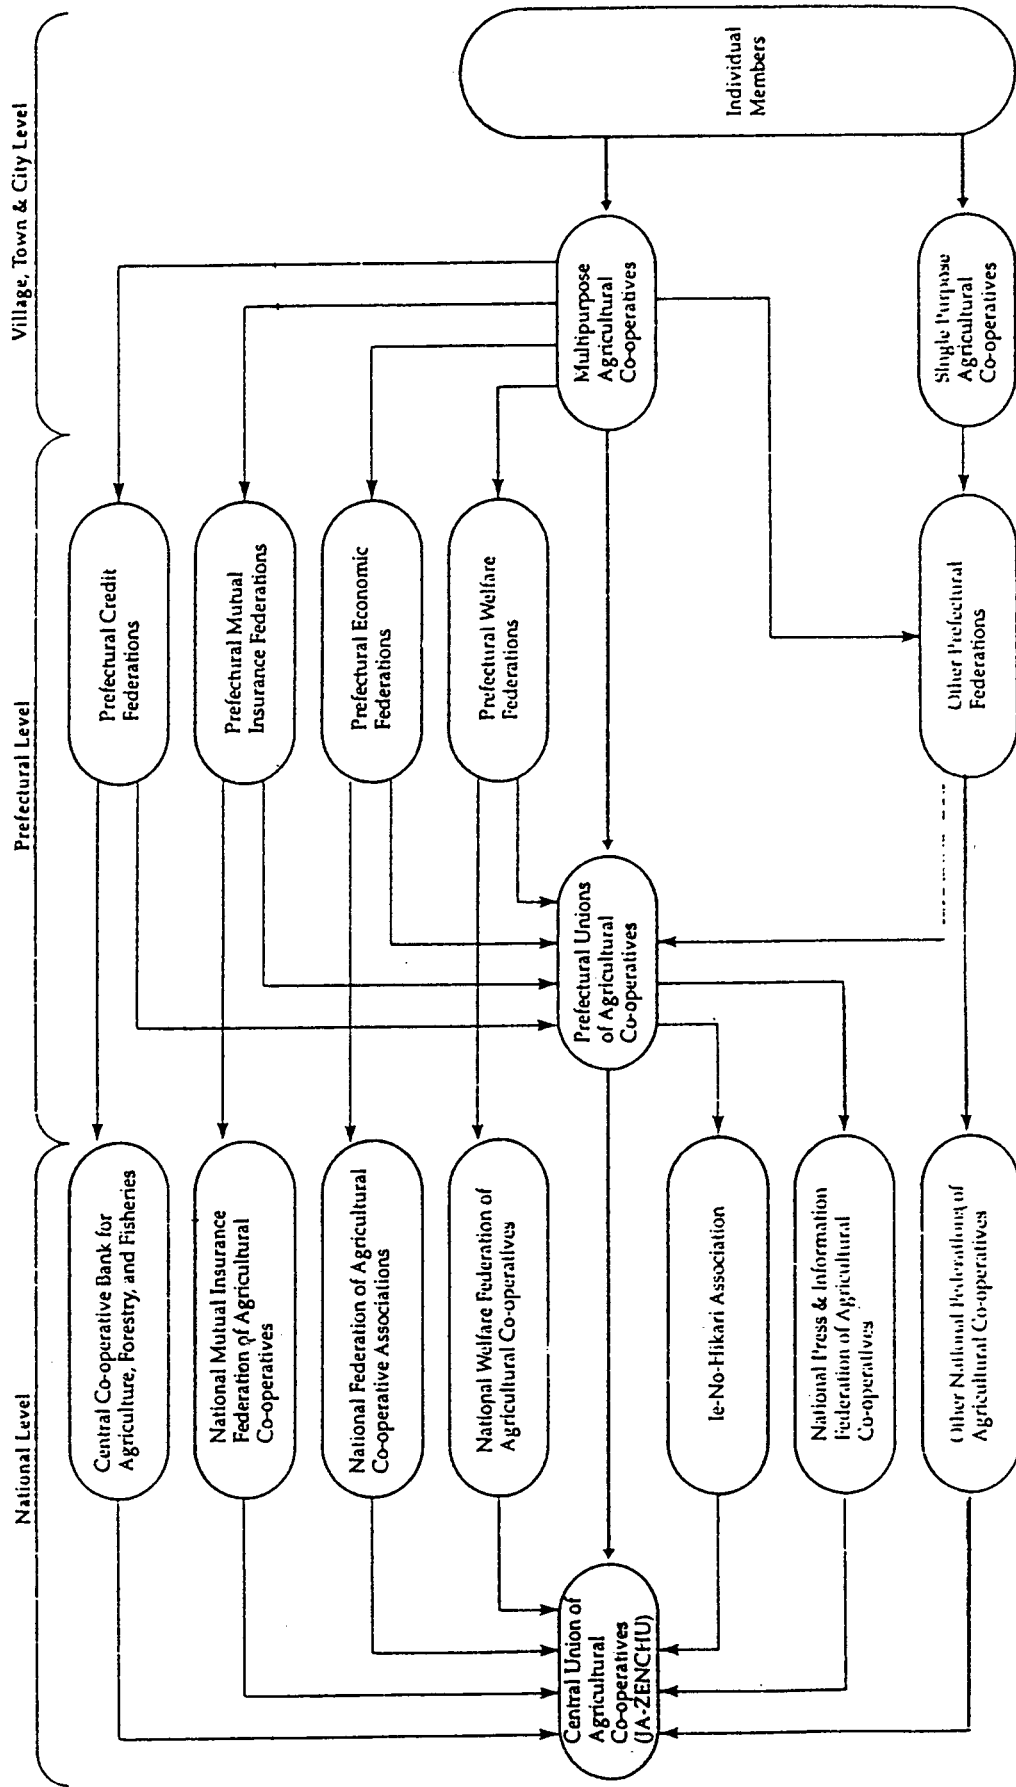 National Level
Prefectural Level
Village, Town & City Level
Central Co-operative Bank for
Agriculture, Forestry, and Fisheries
Prefectural Credit
Federations
National Mutual Insurance
Federation of Agricultural
Co-operatives
Prefectural Mutual
Insurance Federations
National Federation of Agricultural
Co-operative Associations
Prefectural Economic
Federations
National Welfare Federation of
Agricultural Co-operatives
Prefectural Welfare
Federations
Central Union of
Agricultural
Co-operatives
(JA-ZENCHU)
Prefectural Unions
of Agricultural
Co-operatives
Multipurpose
Agricultural
Co-operatives
Individual
Members
Ie-No-Hikari Association
National Press & Information
Federation of Agricultural
Co-operatives
Other National Federations of
Agricultural Co-operatives
Other Prefectural
Federations
Single Purpose
Agricultural
Co-operatives